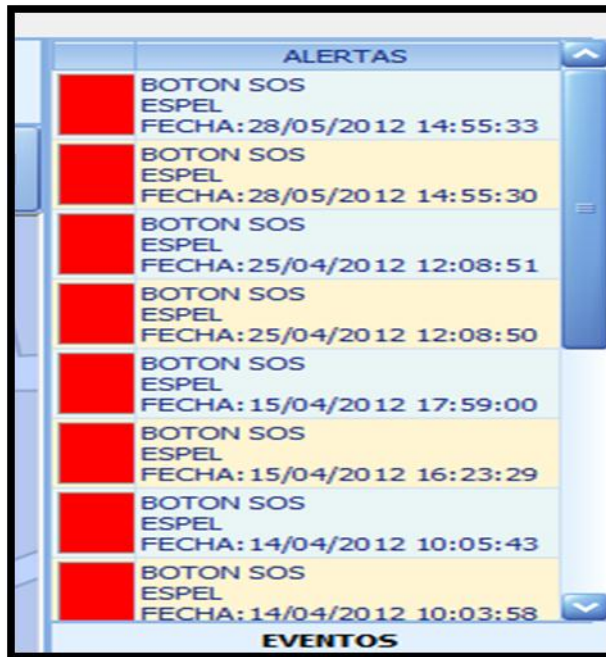 ALERTAS
BOTON SOS
ESPEL
FECHA:28/05/2012 14:55:33
BOTON SOS
ESPEL
FECHA:28/05/2012 14:55:30
BOTON SOS
ESPEL
FECHA:25/04/2012 12:08:51
BOTON SOS
ESPEL
FECHA:25/04/2012 12:08:50
BOTON SOS
ESPEL
FECHA:15/04/2012 17:59:00
BOTON SOS
ESPEL
FECHA:15/04/2012 16:23:29
BOTON SOS
ESPEL
FECHA:14/04/2012 10:05:43
BOTON SOS
ESPEL
FECHA:14/04/2012 10:03:58
EVENTOS